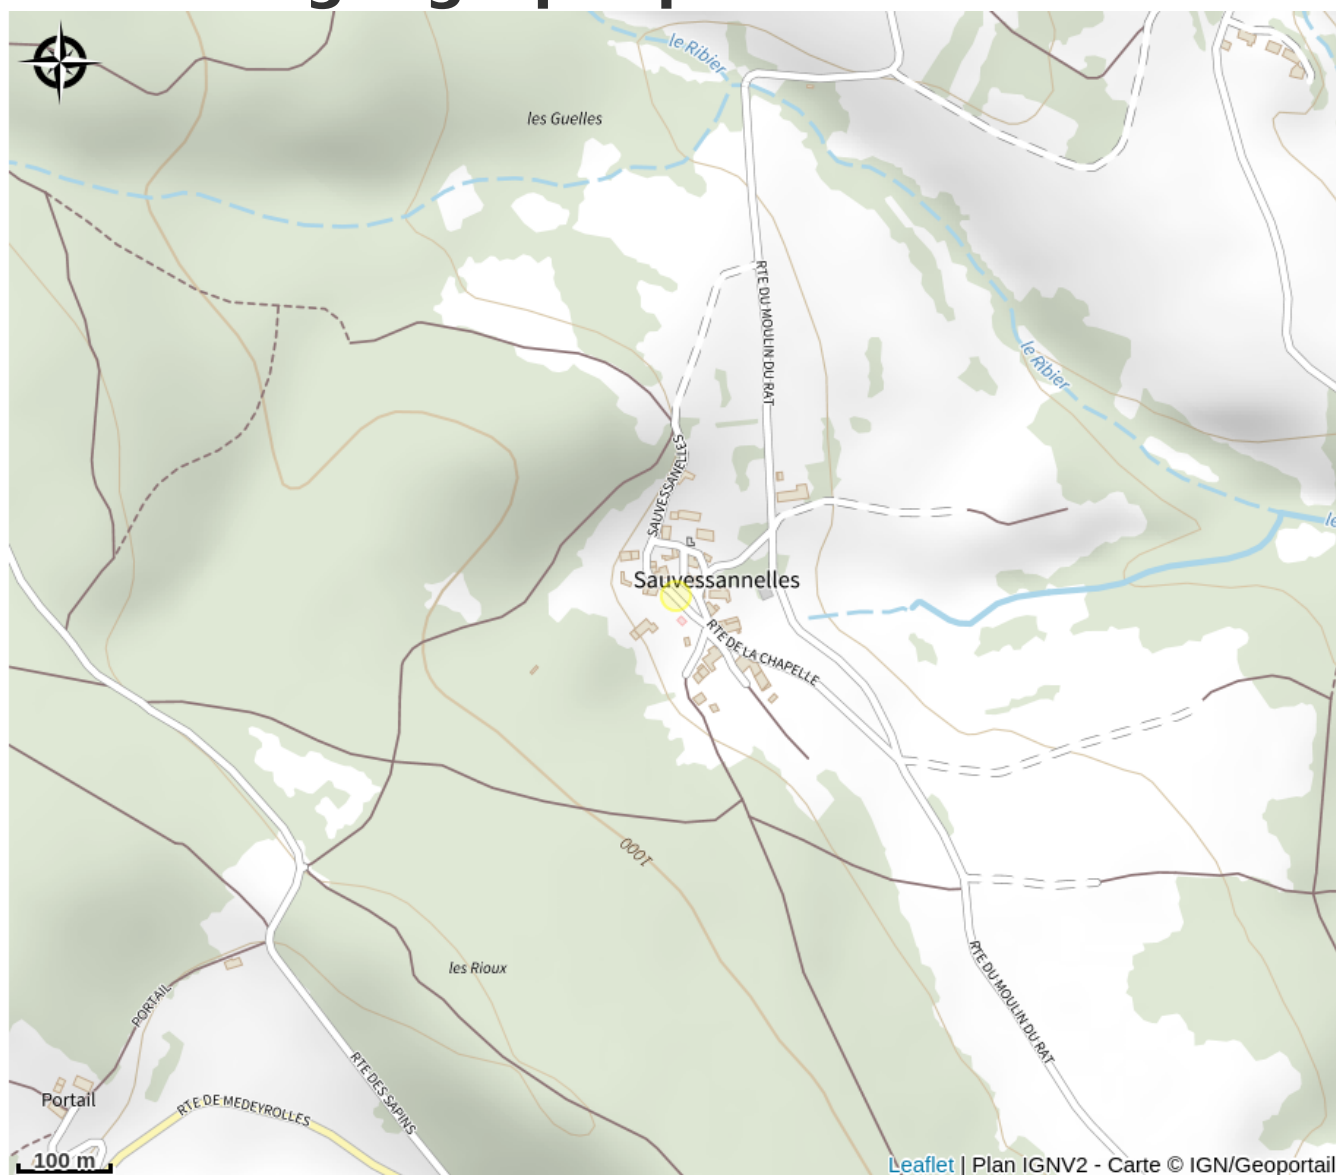 le Ribier
les Guelles
RTE DU MOULIN DU RAT
le Ribier
SAUVESSANELLES
le
Sauvessannelles
RTE DE LA CHAPELLE
1000
les Rioux
RTE DU MOULIN DU RAT
PORTAIL
RTE DES SAPINS
Portail
RTE DE MEDEYROLLES
100 m
Leaflet | Plan IGNV2 - Carte © IGN/Geoportail